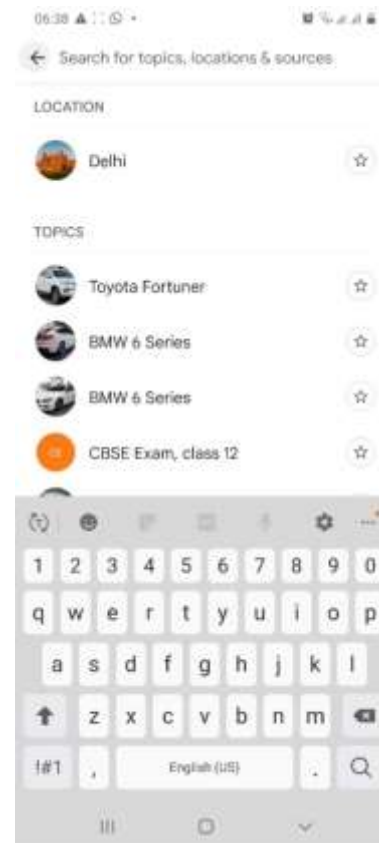 06:38
Search for topics, locations & sources
LOCATION
Delhi
TOPICS
Toyota Fortuner
BMW 6 Series
BMW 6 Series
CBSE Exam, class 12
1 2 3 4 5 6 7 8 9 0
q w e r t y u i o p
a s d f g h j k l
z x c v b n m
!#1 , English (US) .